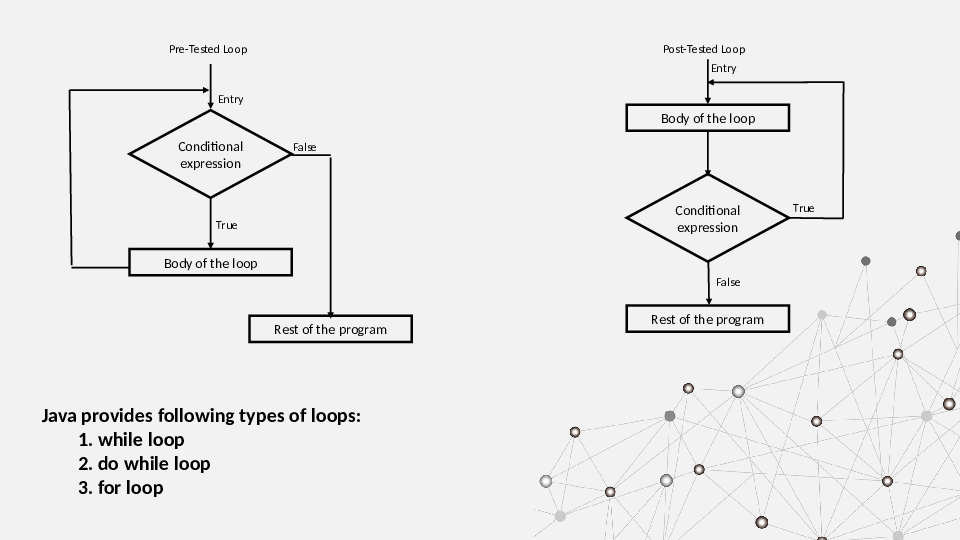 Pre-Tested Loop
Entry
Conditional
expression
False
True
Body of the loop
Rest of the program
Post-Tested Loop
Entry
Body of the loop
Conditional
expression
True
False
Rest of the program
Java provides following types of loops:
1. while loop
2. do while loop
3. for loop